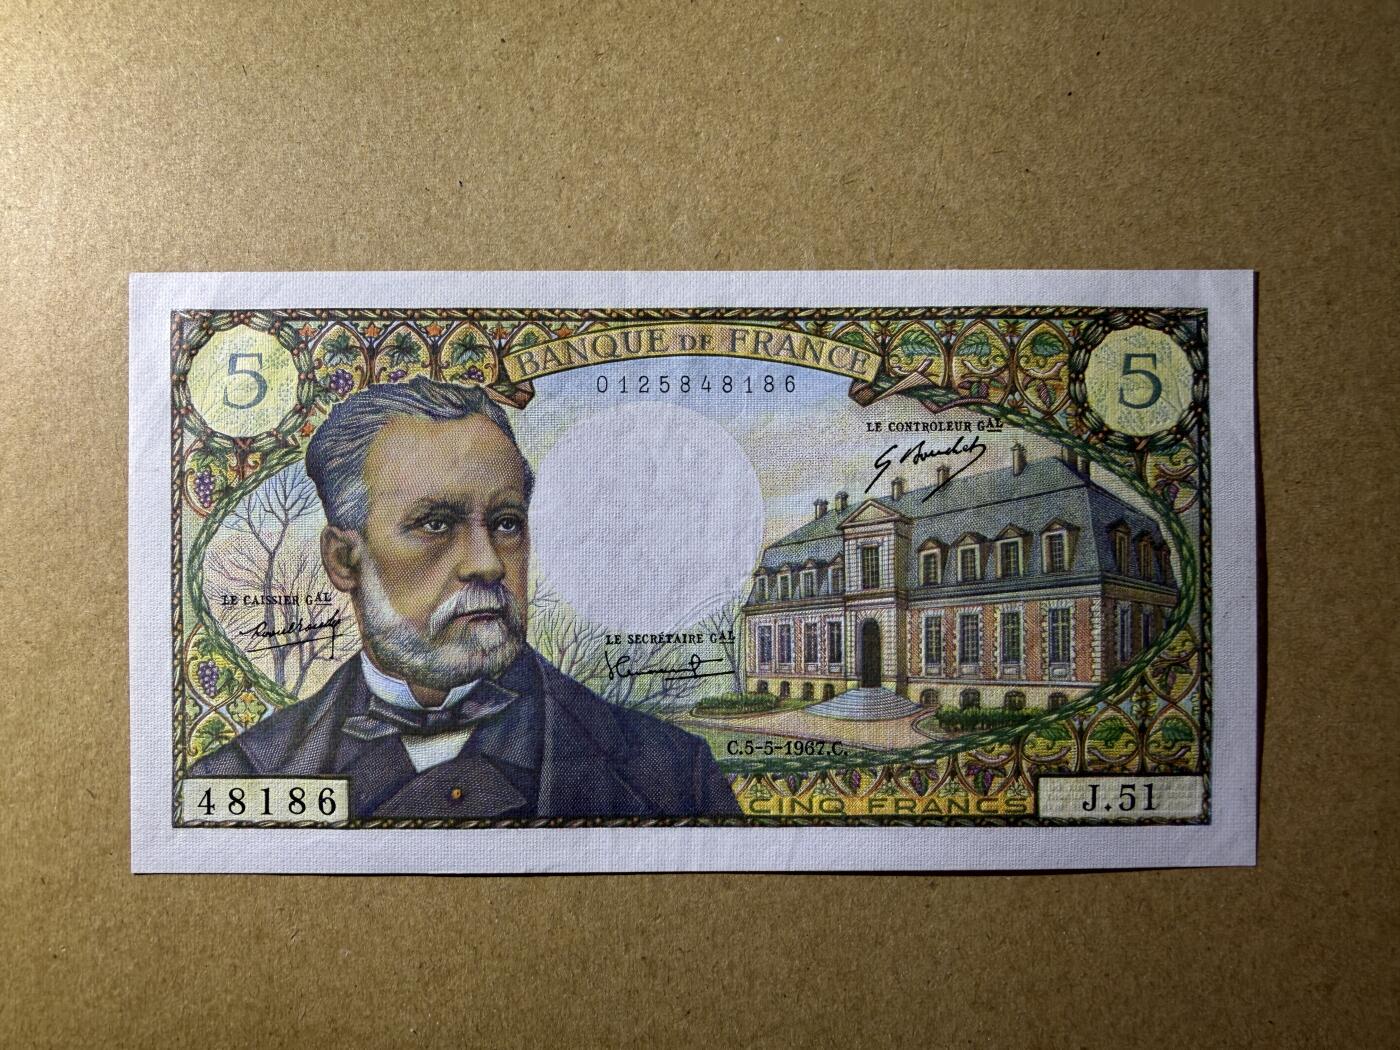 5
BANQUE DE FRANCE
5
0125848186
LE CONTROLEUR GAL
G Bouchet
LE CAISSIER GAL
LE SECRÉTAIRE GAL
C.5-5-1967.C.
48186
CINQ FRANCS
J.51